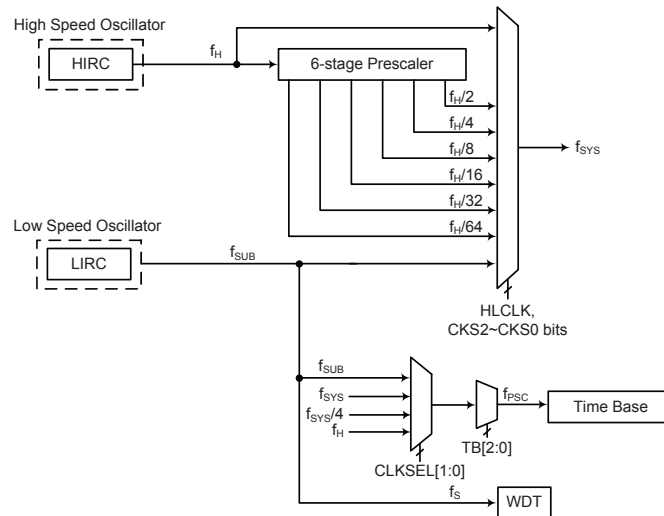 High Speed Oscillator
HIRC
fH
6-stage Prescaler
fH/2
fH/4
fH/8
fH/16
fH/32
fH/64
fSYS
Low Speed Oscillator
LIRC
fSUB
HLCLK,
CKS2~CKS0 bits
fSUB
fSYS
fSYS/4
fH
CLKSEL[1:0]
TB[2:0]
fPSC
Time Base
fS
WDT